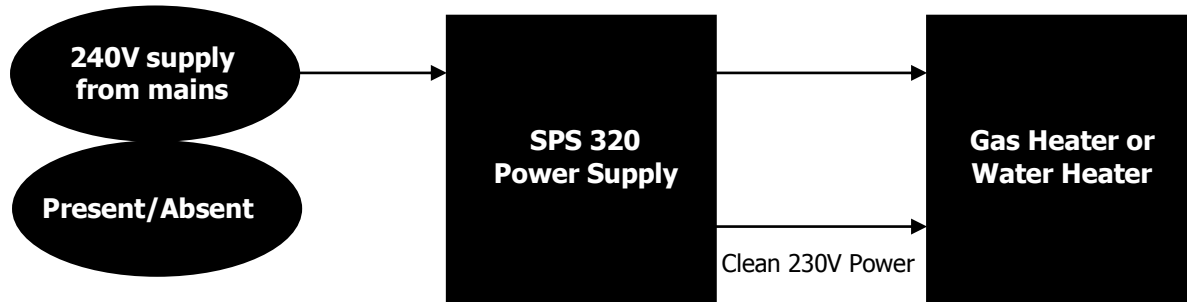 240V supply
from mains
Present/Absent
SPS 320
Power Supply
Clean 230V Power
Gas Heater or
Water Heater